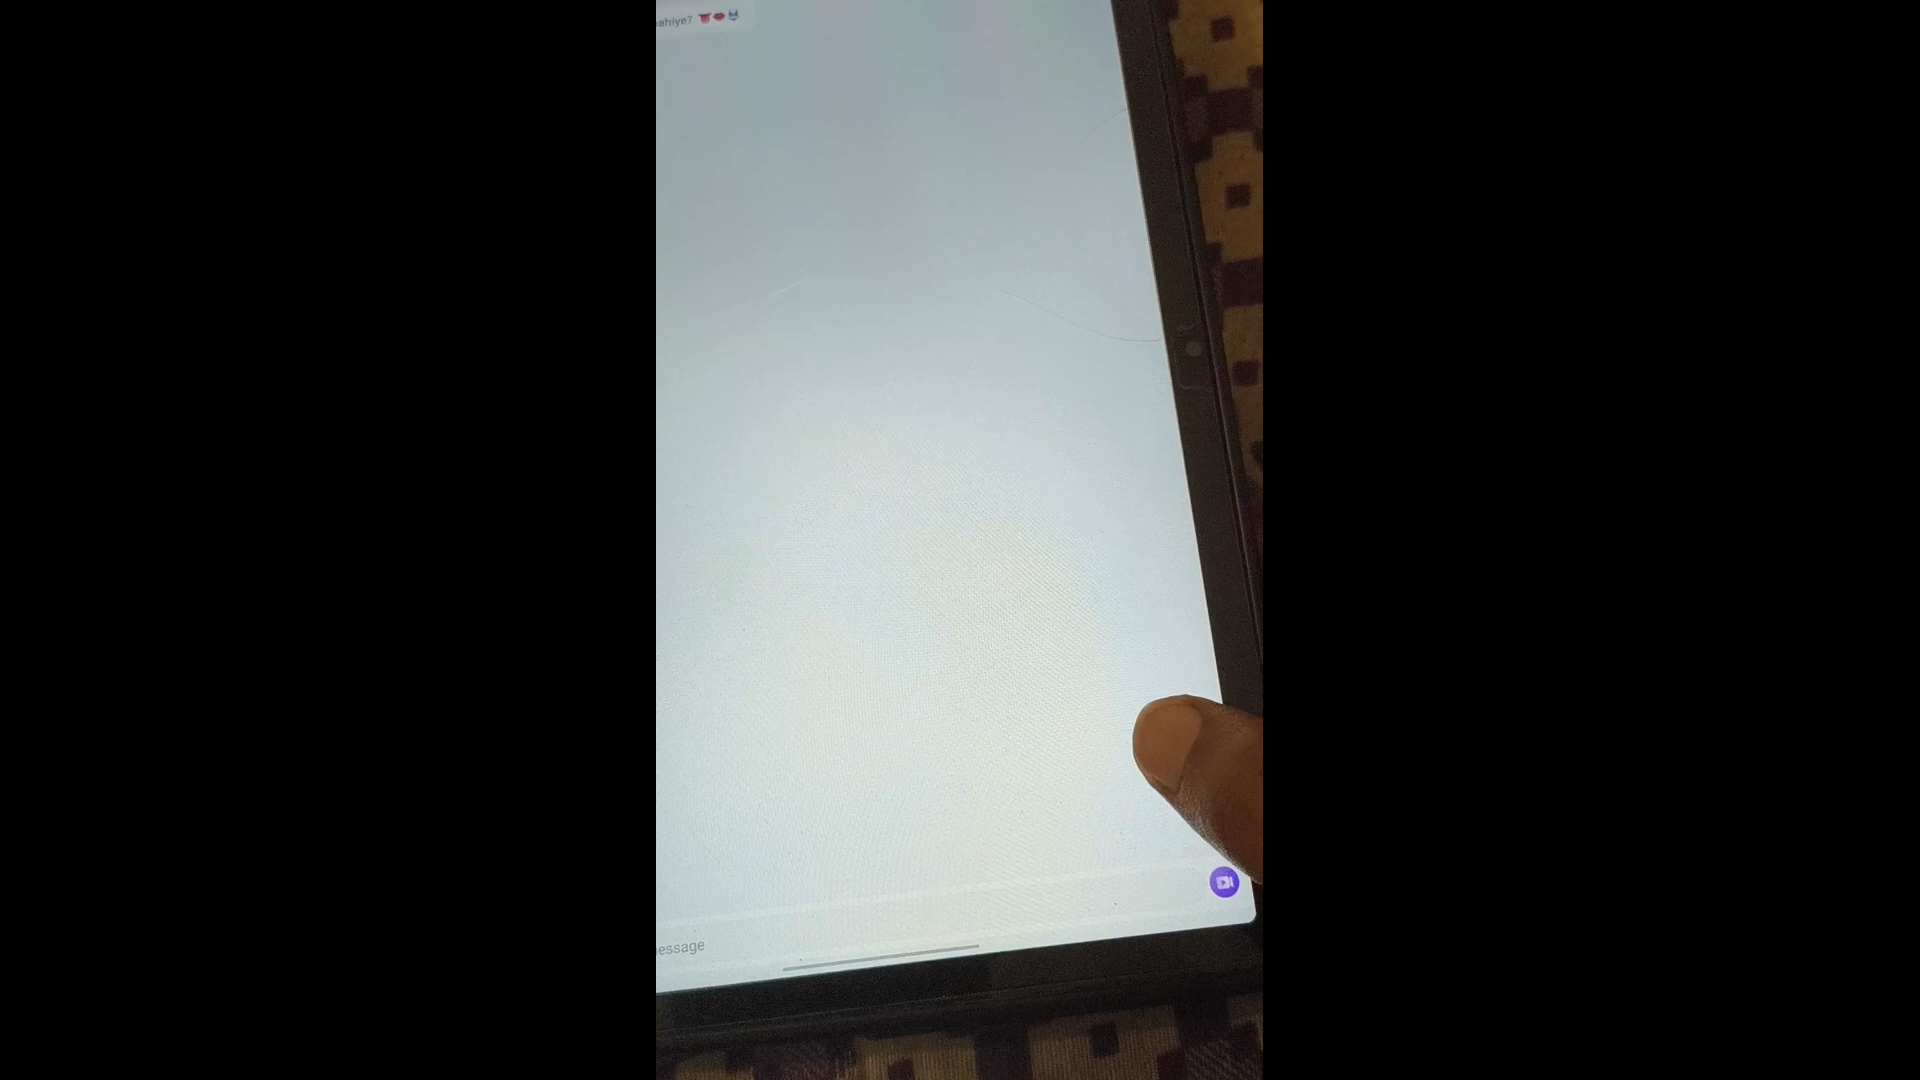 ahiye? 👅💋👙
essage